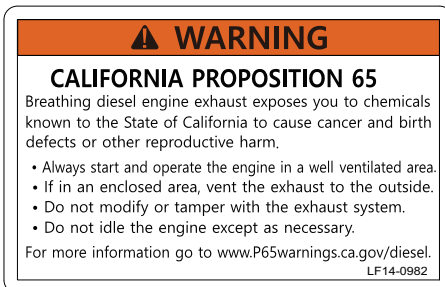 WARNING
CALIFORNIA PROPOSITION 65
Breathing diesel engine exhaust exposes you to chemicals
known to the State of California to cause cancer and birth
defects or other reproductive harm.
• Always start and operate the engine in a well ventilated area.
• If in an enclosed area, vent the exhaust to the outside.
• Do not modify or tamper with the exhaust system.
• Do not idle the engine except as necessary.
For more information go to www.P65warnings.ca.gov/diesel.
LF14-0982